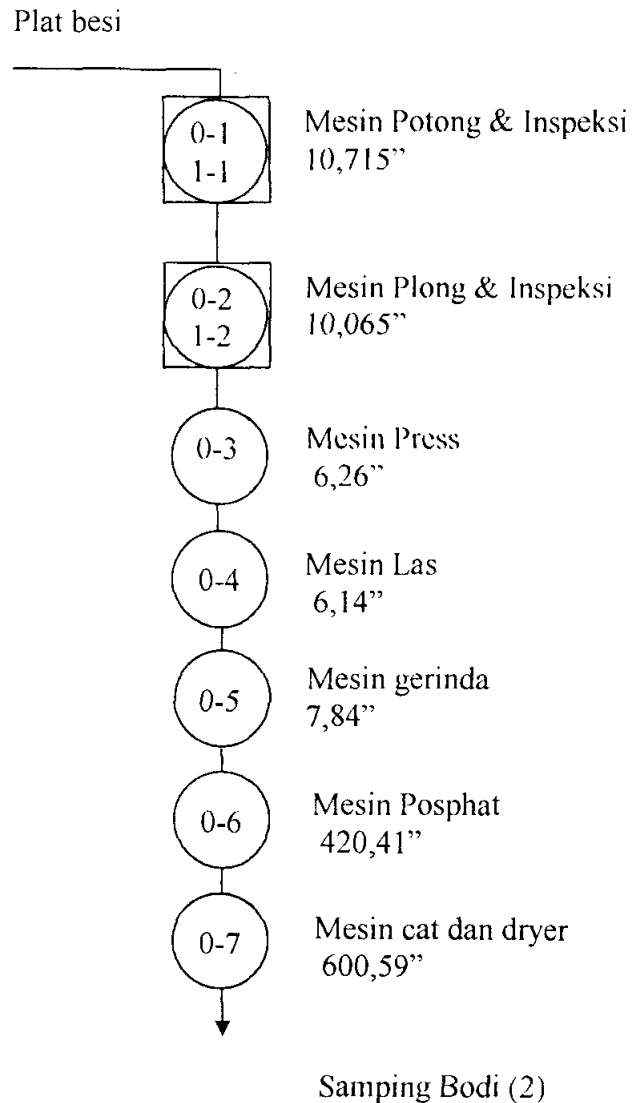 Plat besi
0-1
1-1
Mesin Potong & Inspeksi
10,715”
0-2
1-2
Mesin Plong & Inspeksi
10,065”
0-3
Mesin Press
6,26”
0-4
Mesin Las
6,14”
0-5
Mesin gerinda
7,84”
0-6
Mesin Posphat
420,41”
0-7
Mesin cat dan dryer
600,59”
Samping Bodi (2)